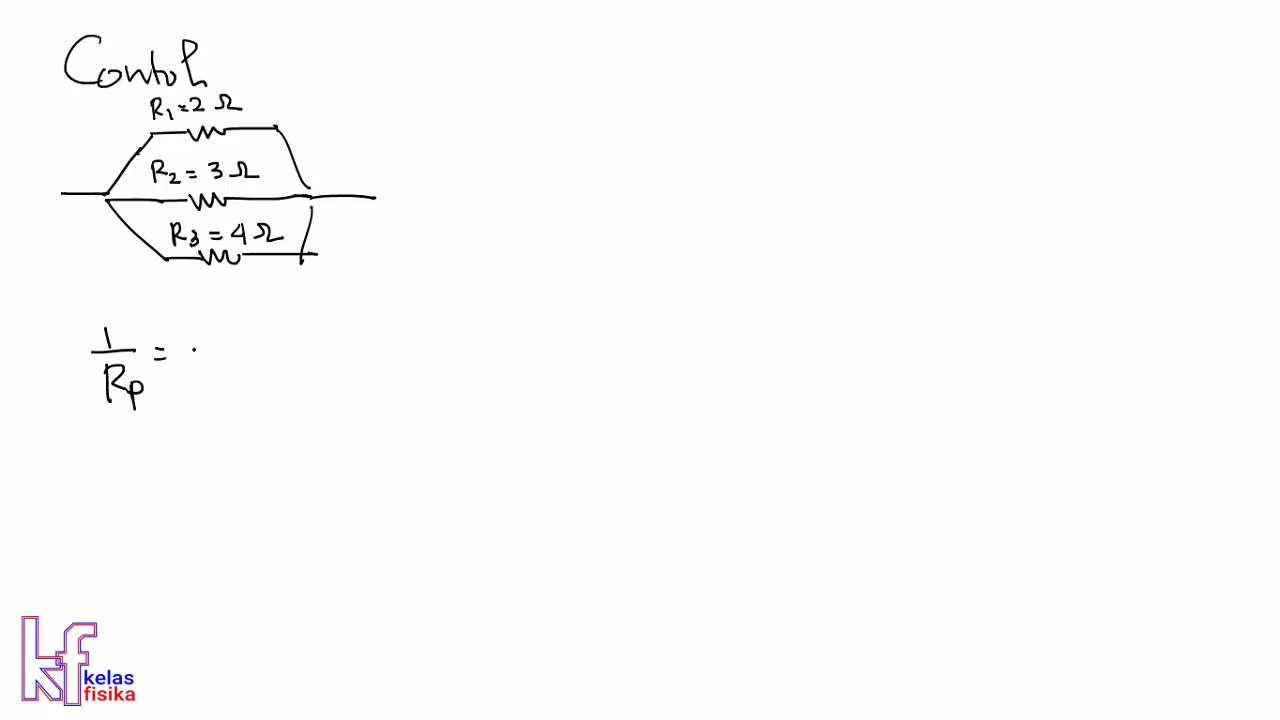 Contoh
R₁ = 2 Ω
R₂ = 3 Ω
R₃ = 4 Ω
1/Rp =
kelas
fisika